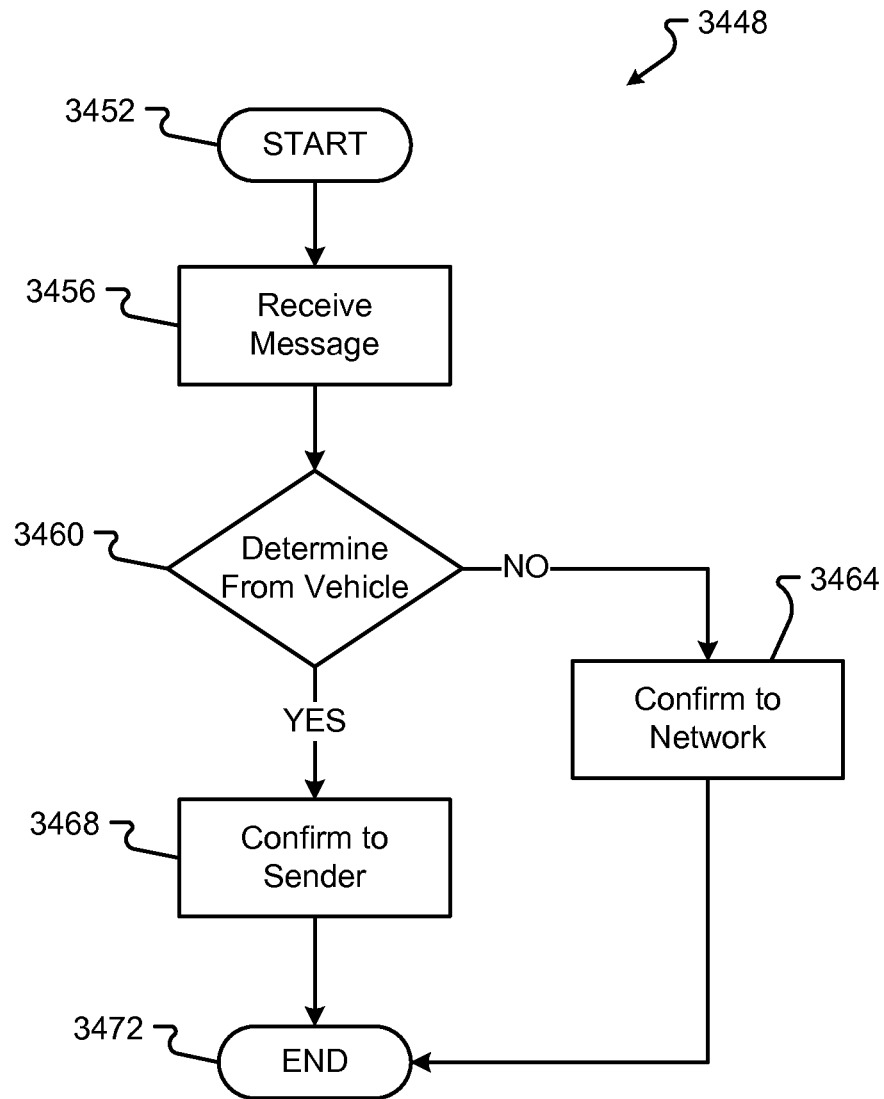 3448
3452
START
3456
Receive
Message
3460
Determine
From Vehicle
NO
3464
Confirm to
Network
YES
3468
Confirm to
Sender
3472
END